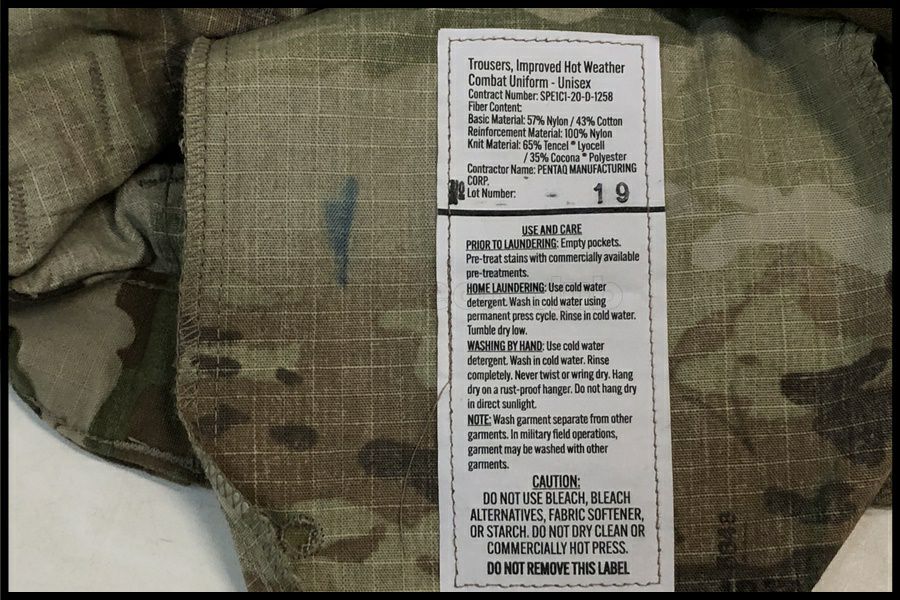 Trousers, Improved Hot Weather
Combat Uniform - Unisex
Contract Number: SPE1C1-20-D-1258
Fiber Content:
Basic Material: 57% Nylon / 43% Cotton
Reinforcement Material: 100% Nylon
Knit Material: 65% Tencel ® Lyocell
/ 35% Cocona ® Polyester
Contractor Name: PENTAQ MANUFACTURING
CORP.
Lot Number: - 19
USE AND CARE
PRIOR TO LAUNDERING: Empty pockets.
Pre-treat stains with commercially available
pre-treatments.
HOME LAUNDERING: Use cold water
detergent. Wash in cold water using
permanent press cycle. Rinse in cold water.
Tumble dry low.
WASHING BY HAND: Use cold water
detergent. Wash in cold water. Rinse
completely. Never twist or wring dry. Hang
dry on a rust-proof hanger. Do not hang dry
in direct sunlight.
NOTE: Wash garment separate from other
garments. In military field operations,
garment may be washed with other
garments.
CAUTION:
DO NOT USE BLEACH, BLEACH
ALTERNATIVES, FABRIC SOFTENER,
OR STARCH. DO NOT DRY CLEAN OR
COMMERCIALLY HOT PRESS.
DO NOT REMOVE THIS LABEL